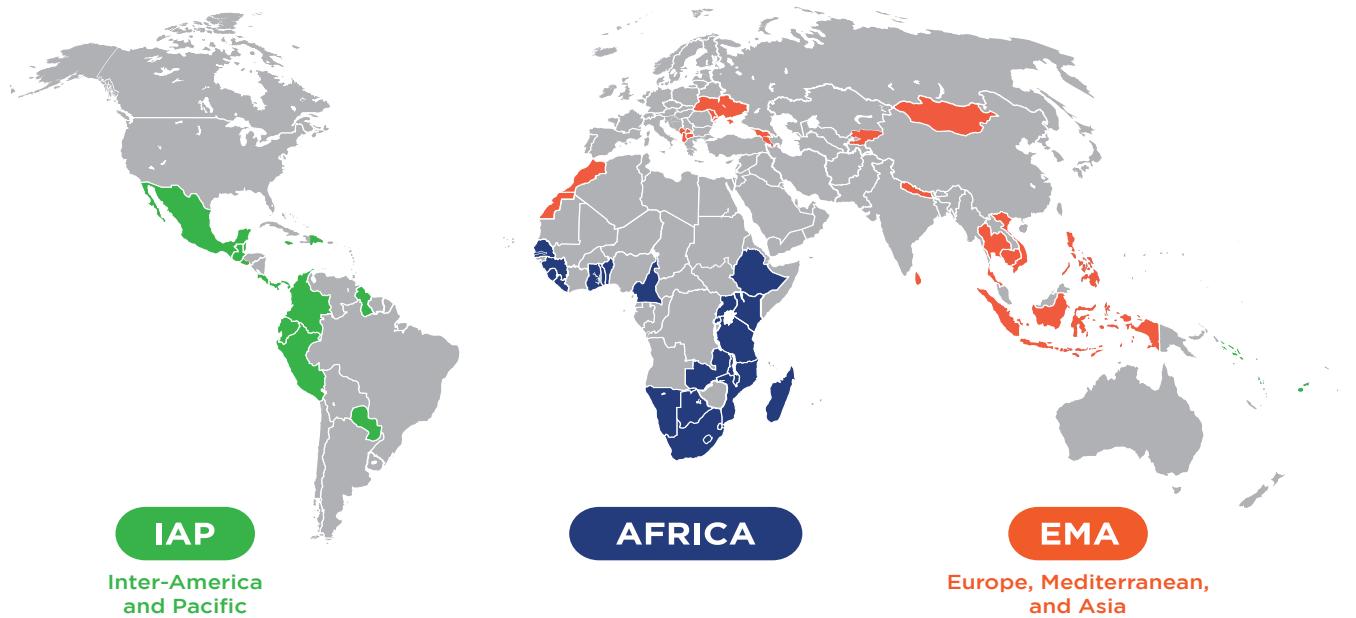 IAP
Inter-America
and Pacific
AFRICA
EMA
Europe, Mediterranean,
and Asia